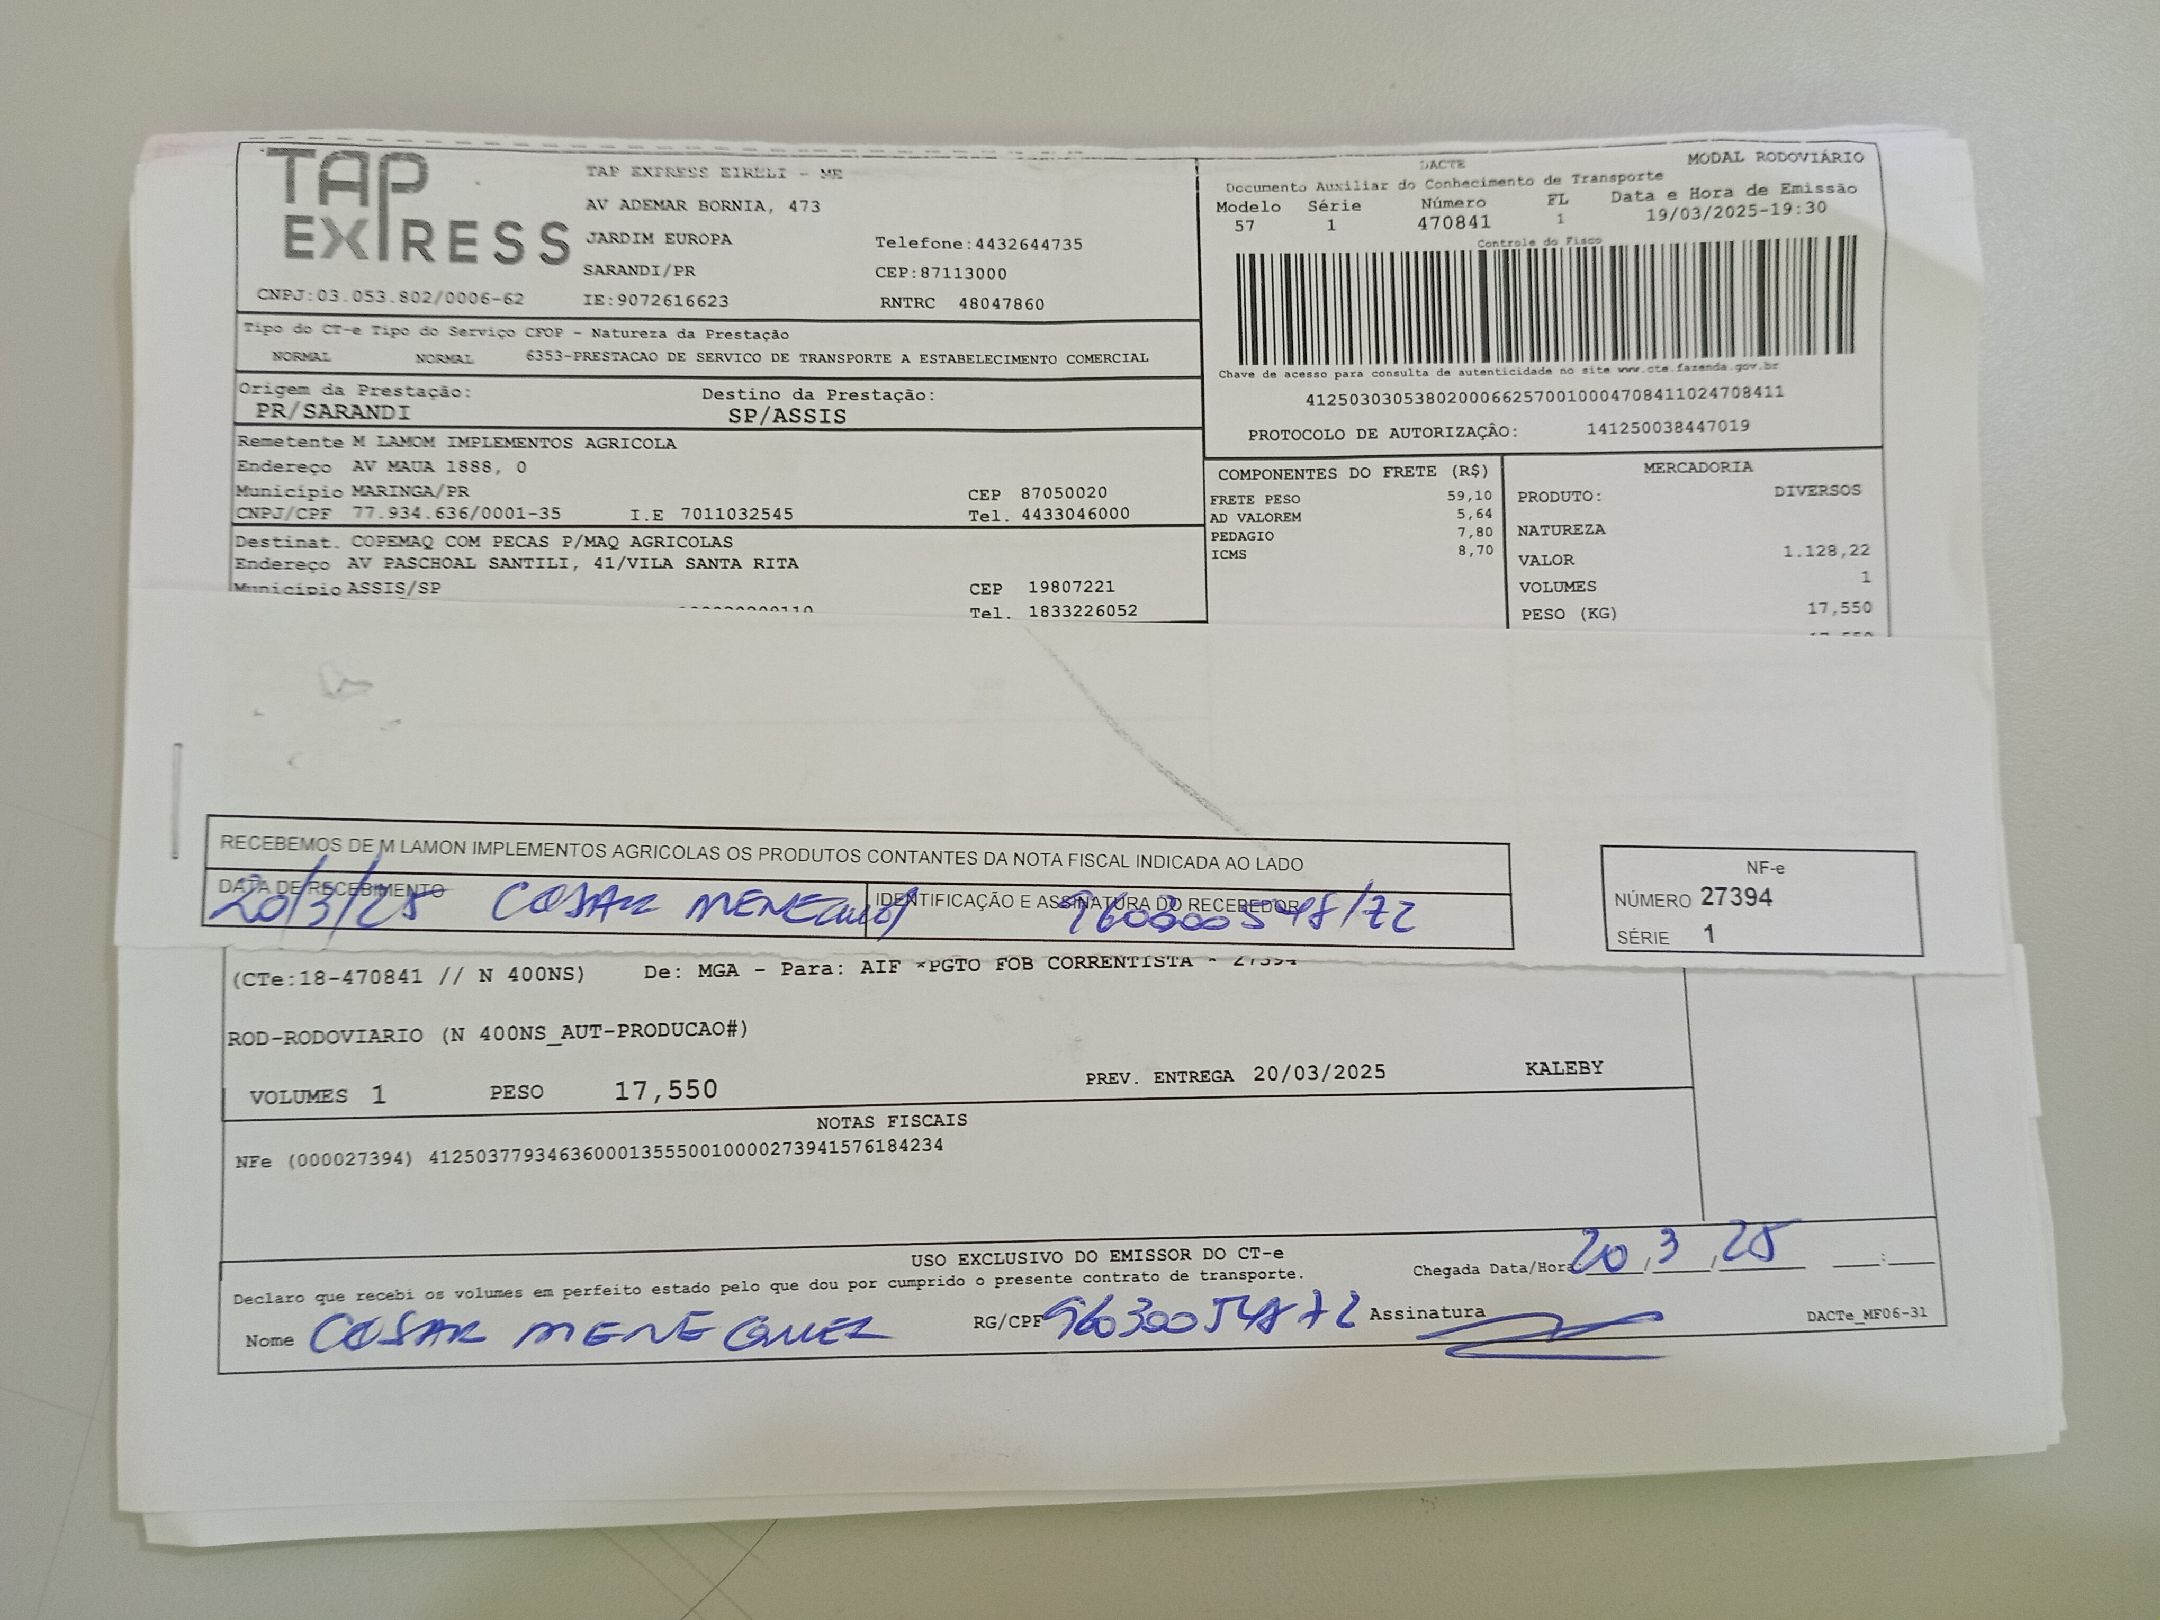 TAP
EXPRESS
TAP EXPRESS EIRELI - ME
AV ADEMAR BORNIA, 473
JARDIM EUROPA Telefone:4432644735
SARANDI/PR CEP:87113000
CNPJ:03.053.802/0006-62 IE:9072616623 RNTRC 48047860
DACTE MODAL RODOVIÁRIO
Documento Auxiliar do Conhecimento de Transporte
Modelo Série Número FL Data e Hora de Emissão
57 1 470841 1 19/03/2025-19:30
Controle do Fisco
Chave de acesso para consulta de autenticidade no site www.cte.fazenda.gov.br
41250303053802000662570010004708411024708411
PROTOCOLO DE AUTORIZAÇÂO: 141250038447019
Tipo do CT-e Tipo do Serviço CFOP - Natureza da Prestação
NORMAL NORMAL 6353-PRESTACAO DE SERVICO DE TRANSPORTE A ESTABELECIMENTO COMERCIAL
Origem da Prestação: Destino da Prestação:
PR/SARANDI SP/ASSIS
Remetente M LAMOM IMPLEMENTOS AGRICOLA
Endereço AV MAUA 1888, 0
Município MARINGA/PR CEP 87050020
CNPJ/CPF 77.934.636/0001-35 I.E 7011032545 Tel. 4433046000
Destinat. COPEMAQ COM PECAS P/MAQ AGRICOLAS
Endereço AV PASCHOAL SANTILI, 41/VILA SANTA RITA
Município ASSIS/SP CEP 19807221
Tel. 1833226052
COMPONENTES DO FRETE (R$)
FRETE PESO 59,10
AD VALOREM 5,64
PEDAGIO 7,80
ICMS 8,70
MERCADORIA
PRODUTO: DIVERSOS
NATUREZA
VALOR 1.128,22
VOLUMES 1
PESO (KG) 17,550
RECEBEMOS DE M LAMON IMPLEMENTOS AGRICOLAS OS PRODUTOS CONTANTES DA NOTA FISCAL INDICADA AO LADO
DATA DE RECEBIMENTO IDENTIFICAÇÃO E ASSINATURA DO RECEBEDOR
20/3/25
NF-e
NÚMERO 27394
SÉRIE 1
(CTe:18-470841 // N 400NS) De: MGA - Para: AIF *PGTO FOB CORRENTISTA - 27394
ROD-RODOVIARIO (N 400NS_AUT-PRODUCAO#)
VOLUMES 1 PESO 17,550 PREV. ENTREGA 20/03/2025 KALEBY
NOTAS FISCAIS
NFe (000027394) 41250377934636000135550010000273941576184234
USO EXCLUSIVO DO EMISSOR DO CT-e
Declaro que recebi os volumes em perfeito estado pelo que dou por cumprido o presente contrato de transporte.
Chegada Data/Hora: 20/3/25
Nome RG/CPF Assinatura DACTe_MF06-31